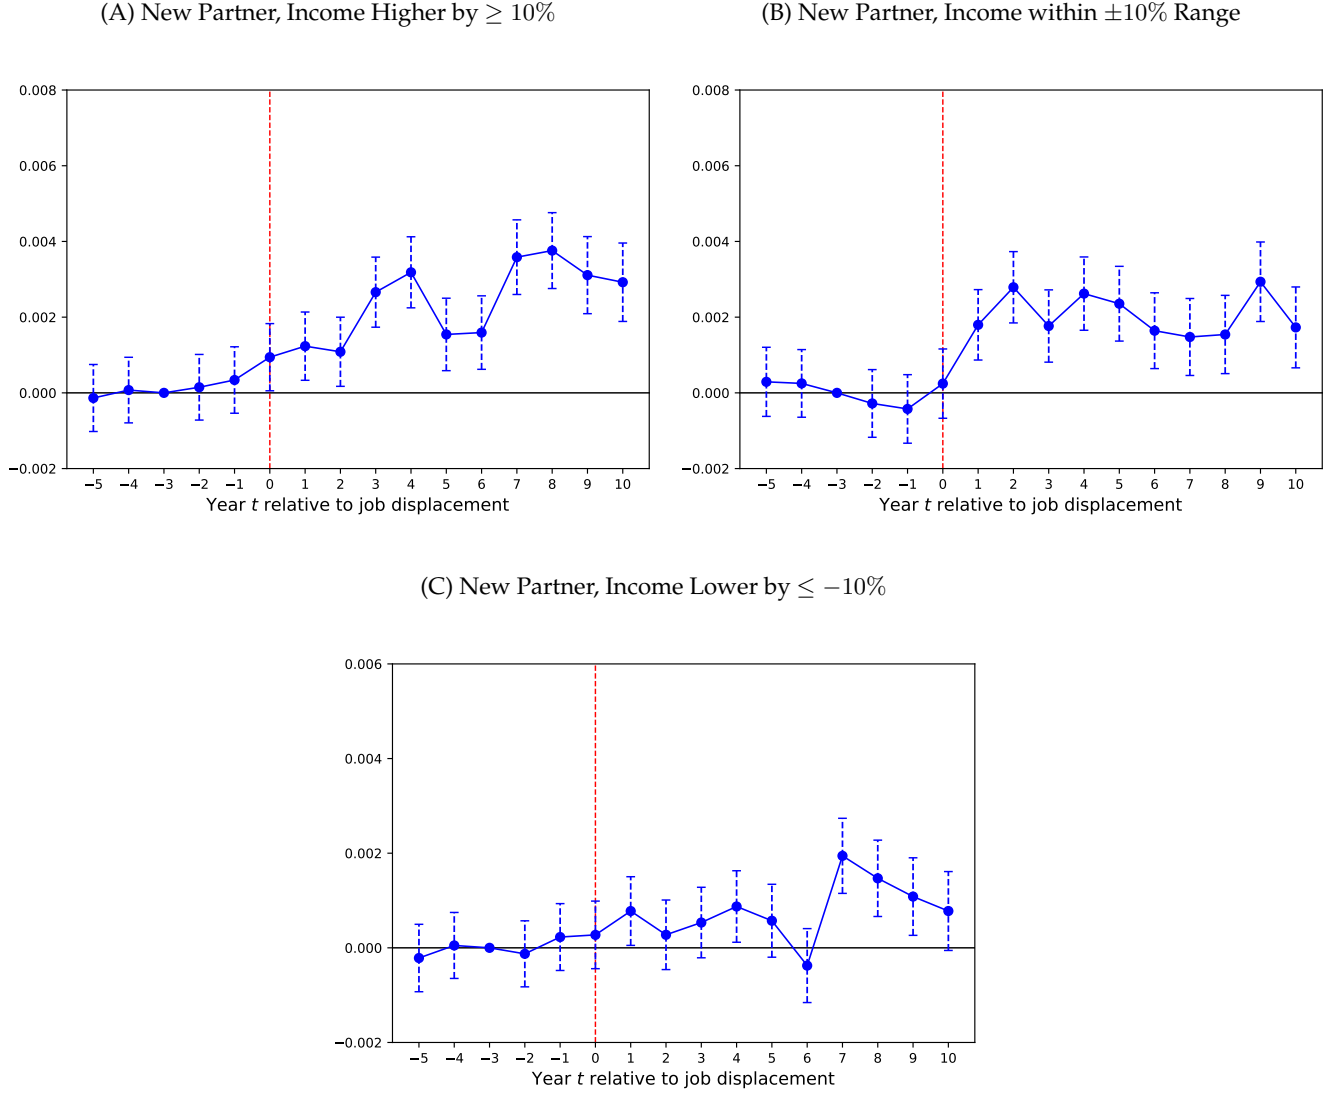 (A) New Partner, Income Higher by ≥ 10%
(B) New Partner, Income within ±10% Range
0.008
0.006
0.004
0.002
0.000
−0.002
−5 −4 −3 −2 −1 0 1 2 3 4 5 6 7 8 9 10
Year t relative to job displacement
0.008
0.006
0.004
0.002
0.000
−0.002
−5 −4 −3 −2 −1 0 1 2 3 4 5 6 7 8 9 10
Year t relative to job displacement
(C) New Partner, Income Lower by ≤ −10%
0.006
0.004
0.002
0.000
−0.002
−5 −4 −3 −2 −1 0 1 2 3 4 5 6 7 8 9 10
Year t relative to job displacement